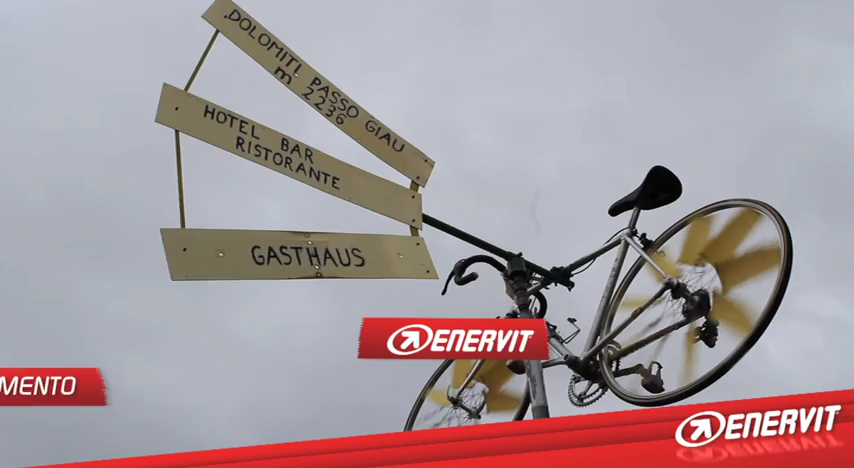 DOLOMITI PASSO GIAU
m 2236
HOTEL BAR
RISTORANTE
GASTHAUS
ENERVIT
MENTO
ENERVIT